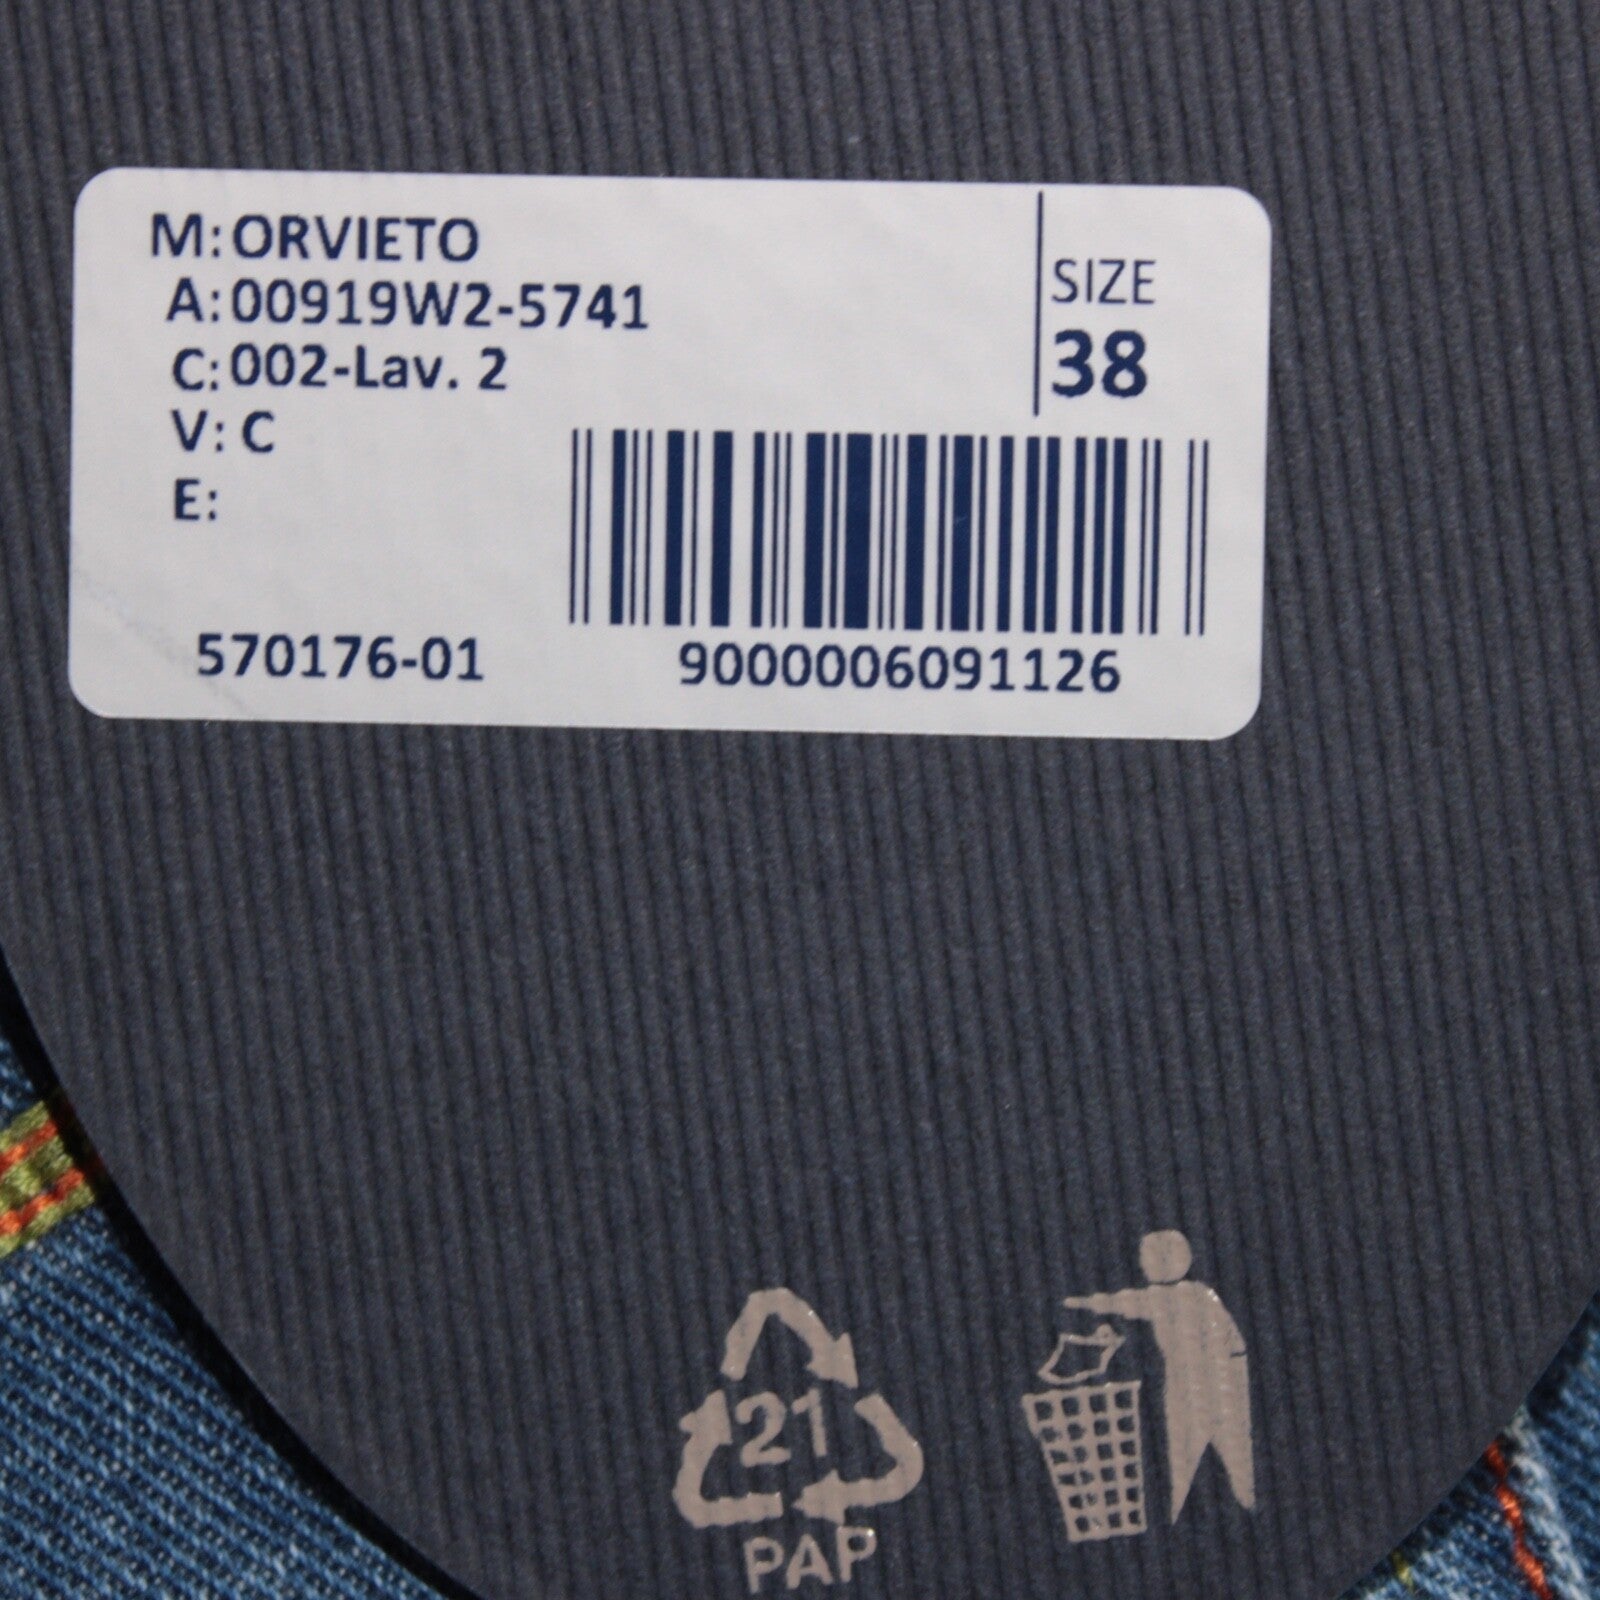 M: ORVIETO
A: 00919W2-5741
C: 002-Lav. 2
V: C
E:
SIZE
38
570176-01
9000006091126
21
PAP